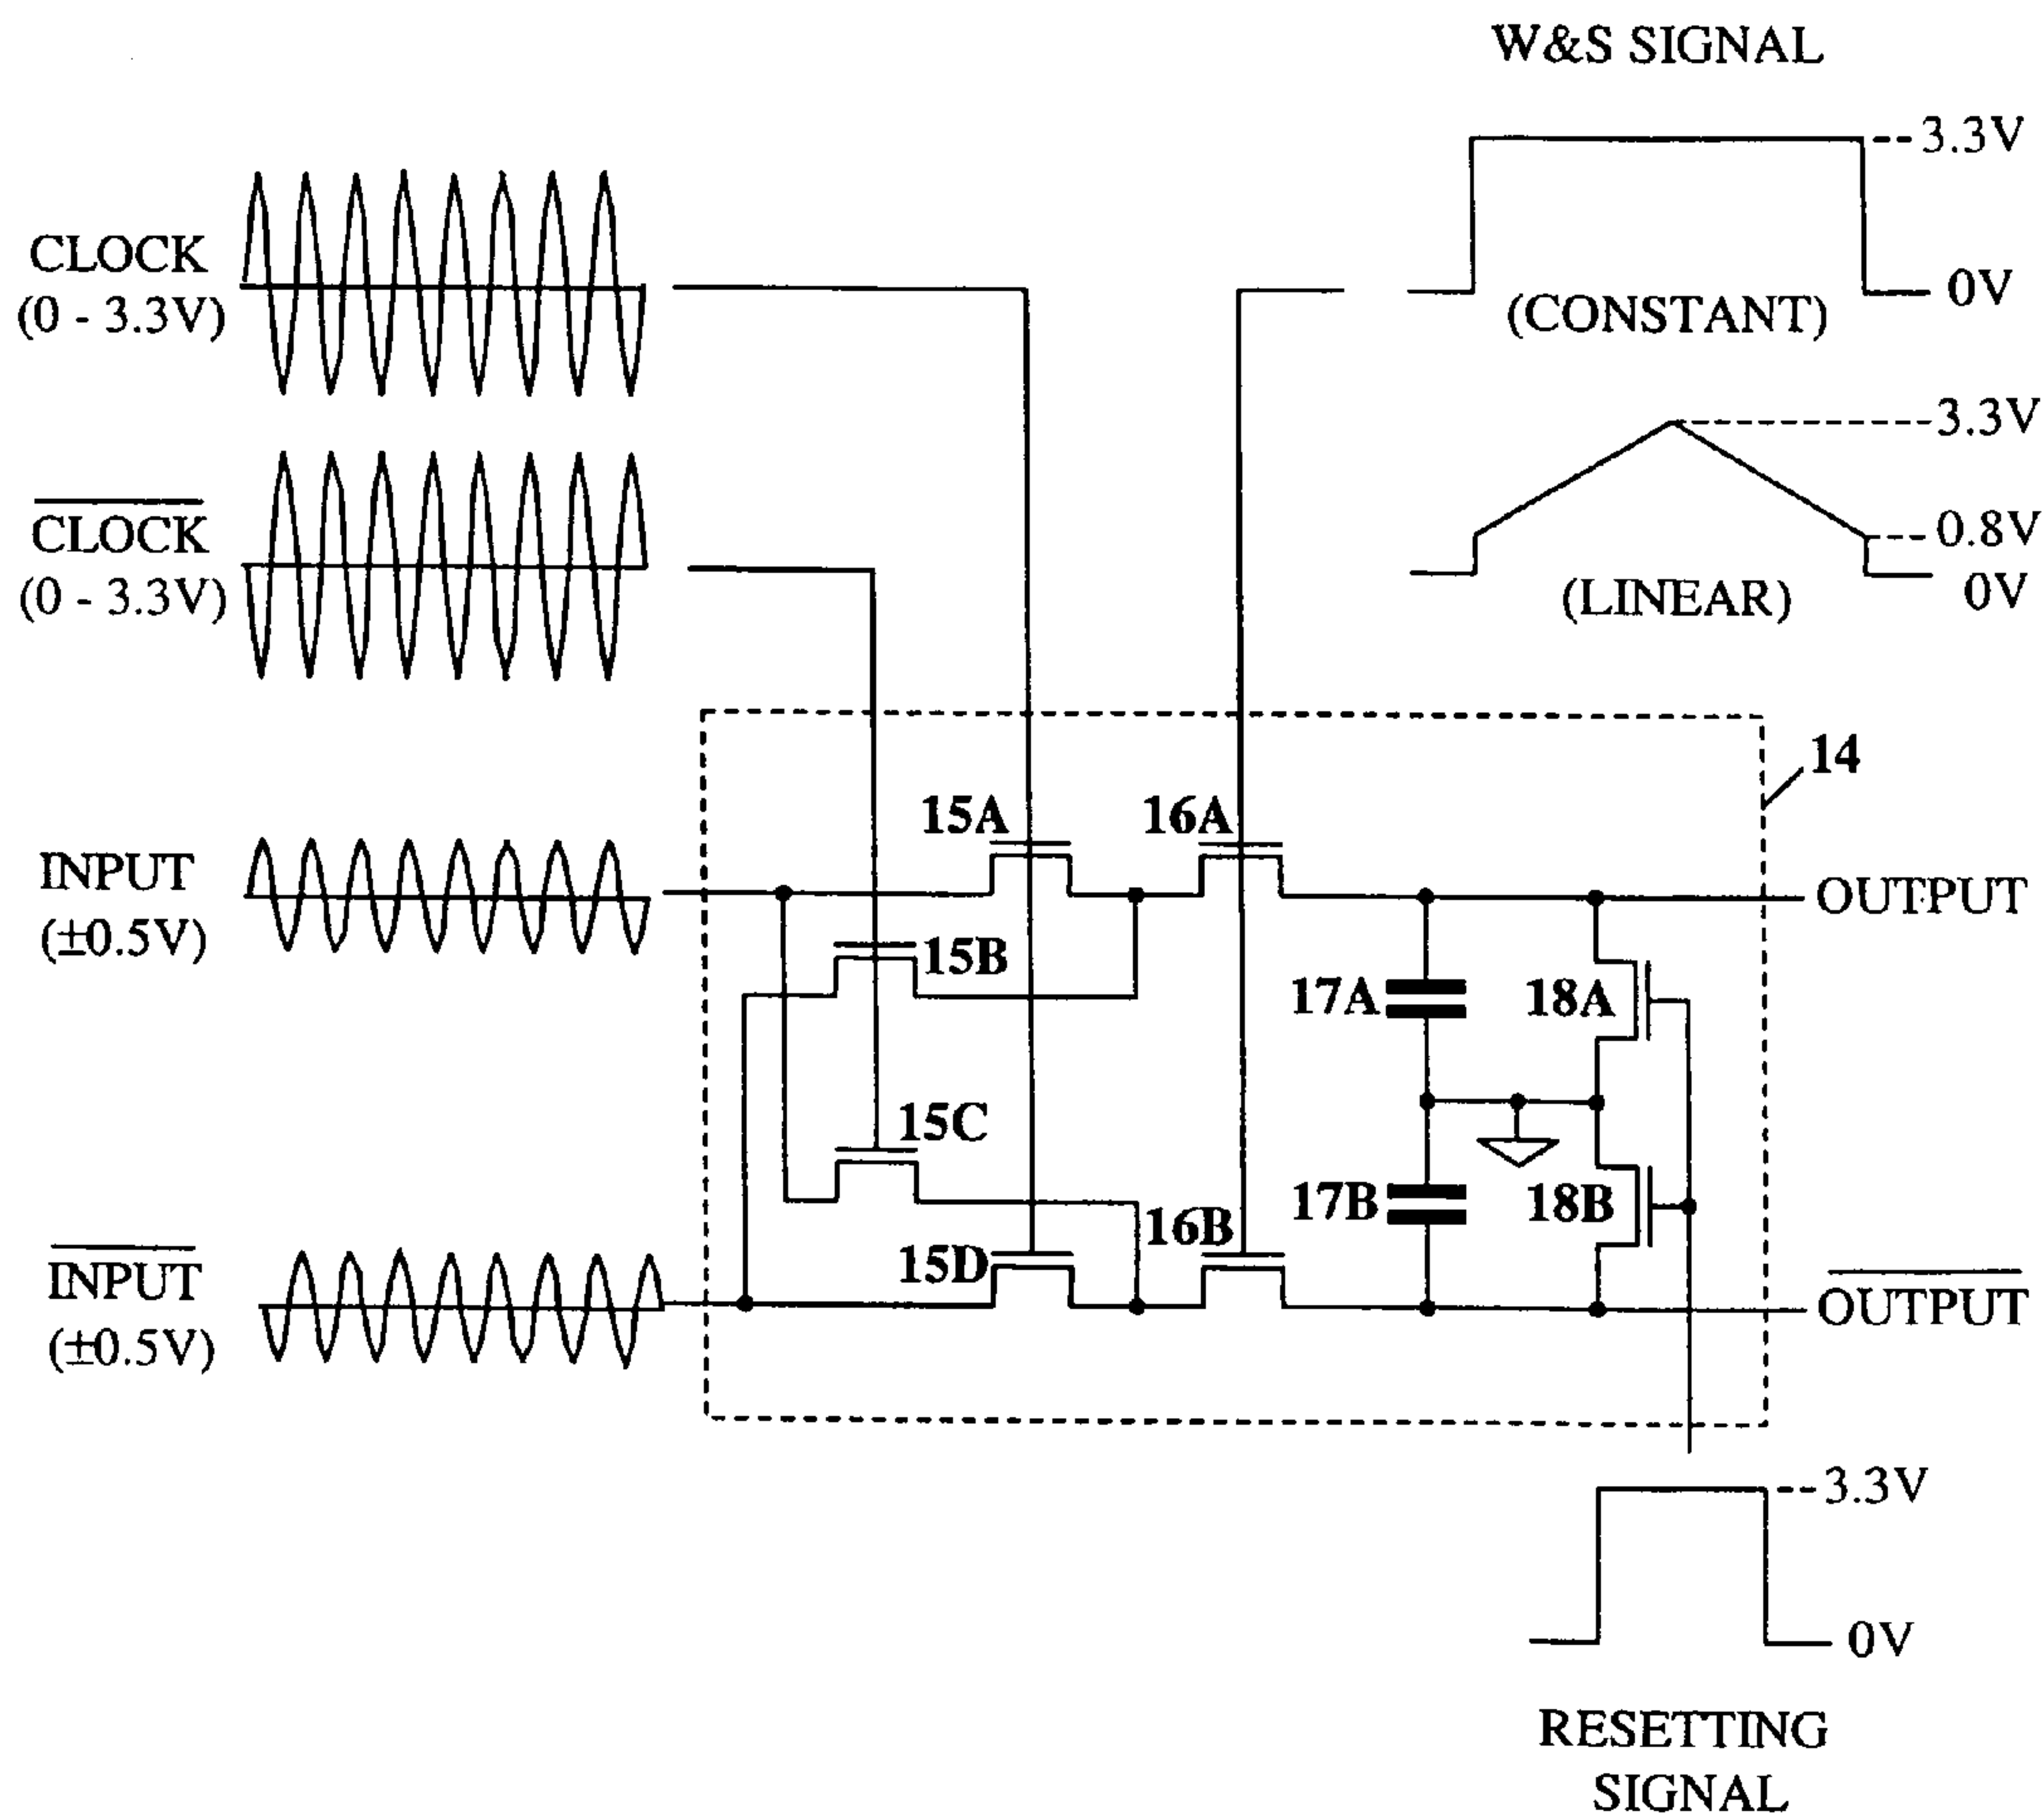 W&S SIGNAL
3.3V
CLOCK
(0 - 3.3V)
0V
(CONSTANT)
3.3V
CLOCK
(0 - 3.3V)
0.8V
0V
(LINEAR)
14
15A
16A
INPUT
(±0.5V)
OUTPUT
15B
17A
18A
15C
17B
18B
16B
15D
INPUT
(±0.5V)
OUTPUT
3.3V
0V
RESETTING
SIGNAL